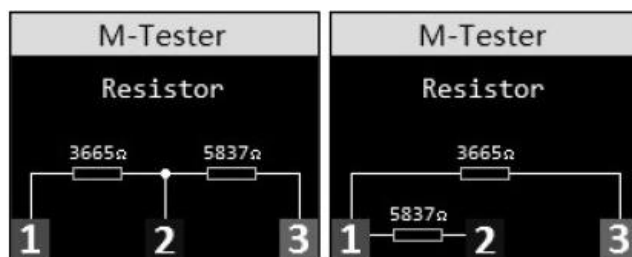 M-Tester
Resistor
3665Ω 5837Ω
1 2 3
M-Tester
Resistor
3665Ω
5837Ω
1 2 3